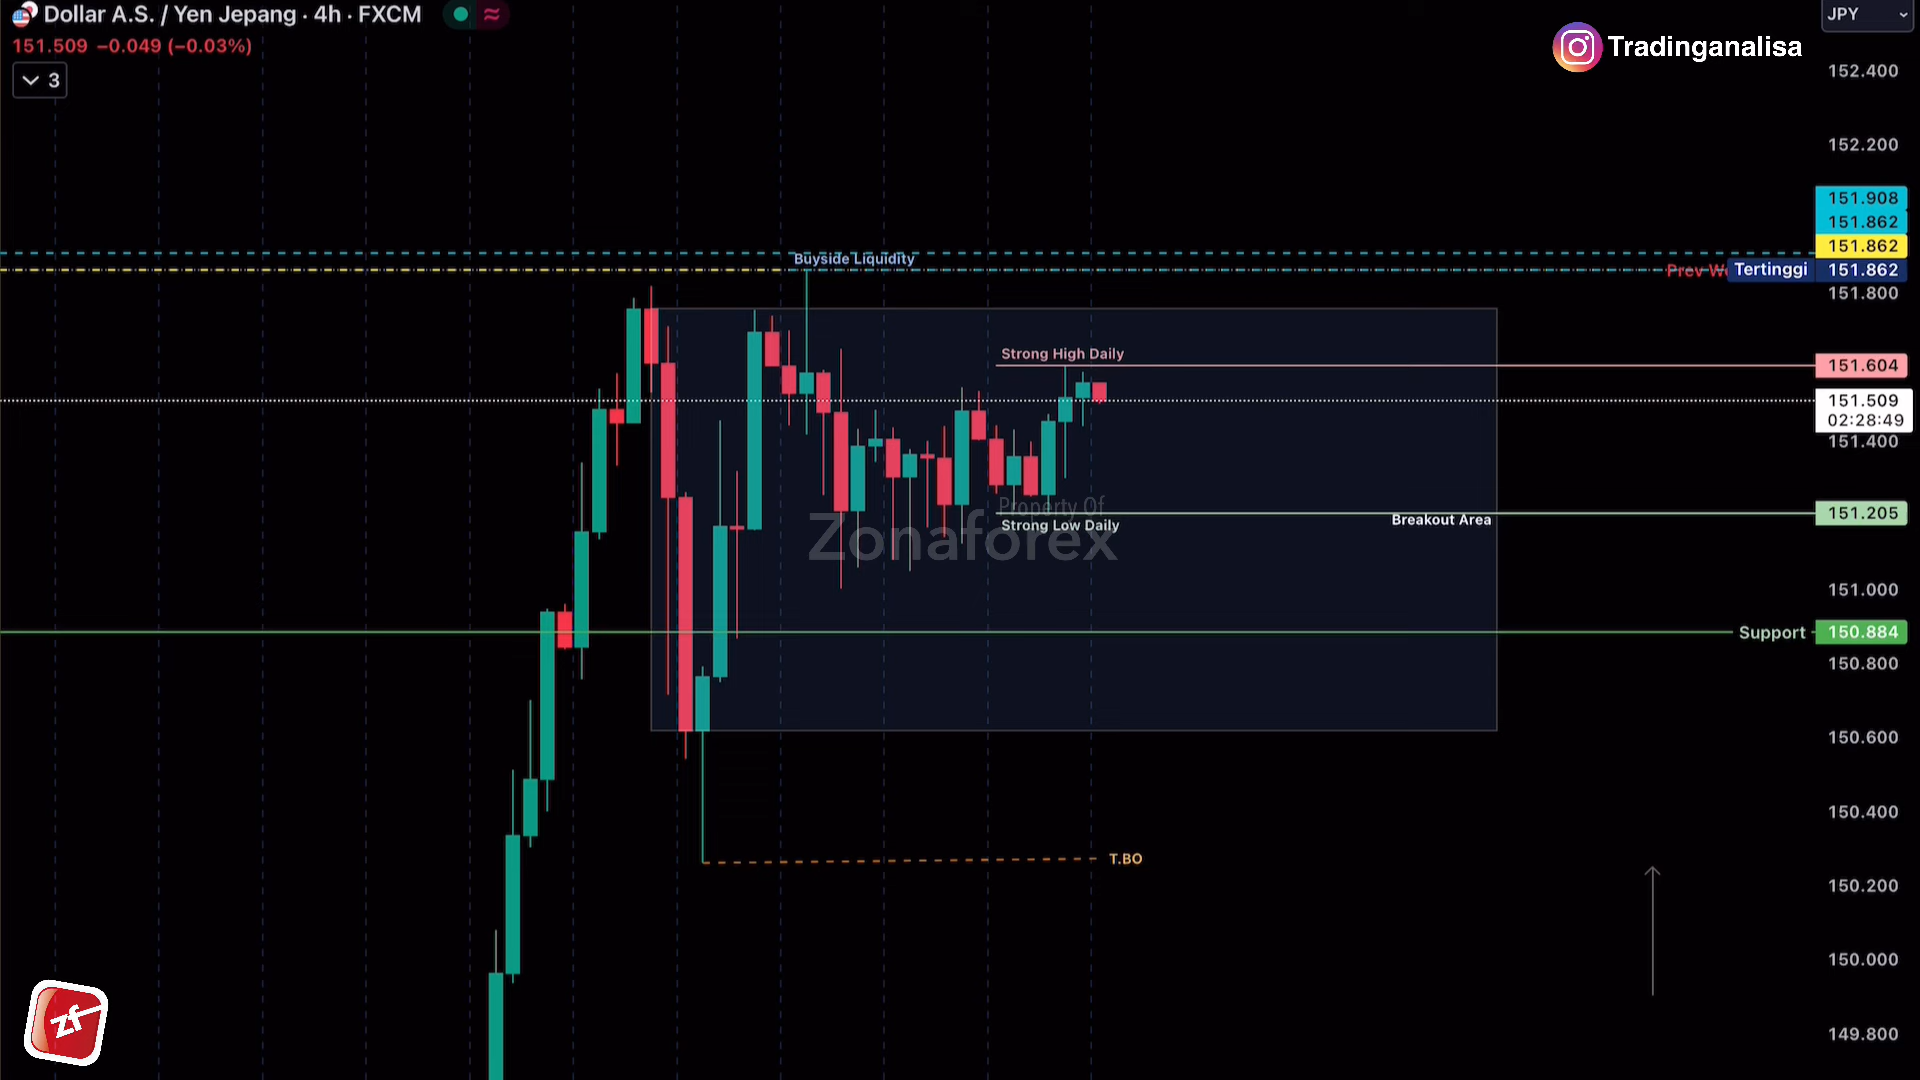 Dollar A.S. / Yen Jepang · 4h · FXCM
151.509 −0.049 (−0.03%)
3
Tradinganalisa
JPY
152.400
152.200
151.908
151.862
151.862
Buyside Liquidity
Prev
Tertinggi 151.862
151.800
Strong High Daily
151.604
151.509
02:28:49
151.400
Property Of
Zonaforex
Strong Low Daily
Breakout Area
151.205
151.000
Support 150.884
150.800
150.600
150.400
T.BO
150.200
150.000
149.800
zf